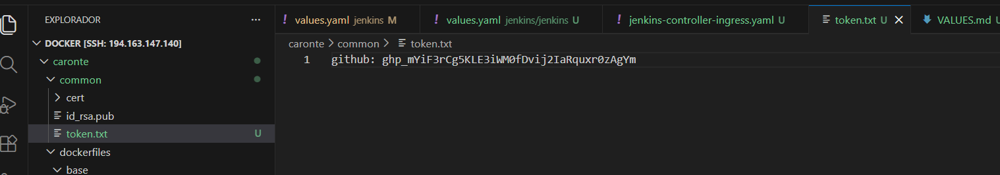 EXPLORADOR ···
values.yaml jenkins M values.yaml jenkins/jenkins U jenkins-controller-ingress.yaml U token.txt U VALUES.md U
DOCKER [SSH: 194.163.147.140]
caronte > common > token.txt
caronte
1 github: 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
common
cert
id_rsa.pub
token.txt U
dockerfiles
base